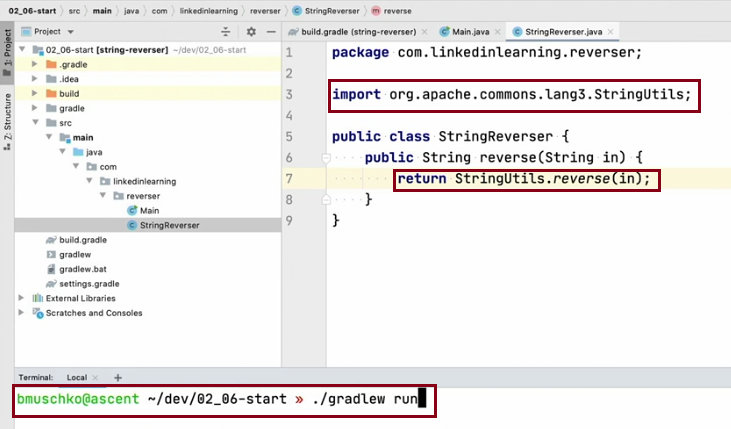 02_06-start › src › main › java › com › linkedinlearning › reverser › StringReverser › reverse
1: Project
2: Structure
Project
build.gradle (string-reverser) ×
Main.java ×
StringReverser.java ×
02_06-start [string-reverser] ~/dev/02_06-start
.gradle
.idea
build
gradle
src
main
java
com
linkedinlearning
reverser
Main
StringReverser
build.gradle
gradlew
gradlew.bat
settings.gradle
External Libraries
Scratches and Consoles
1 package com.linkedinlearning.reverser;
2
3 import org.apache.commons.lang3.StringUtils;
4
5 public class StringReverser {
6     public String reverse(String in) {
7         return StringUtils.reverse(in);
8     }
9 }
Terminal: Local × +
bmuschko@ascent ~/dev/02_06-start » ./gradlew run